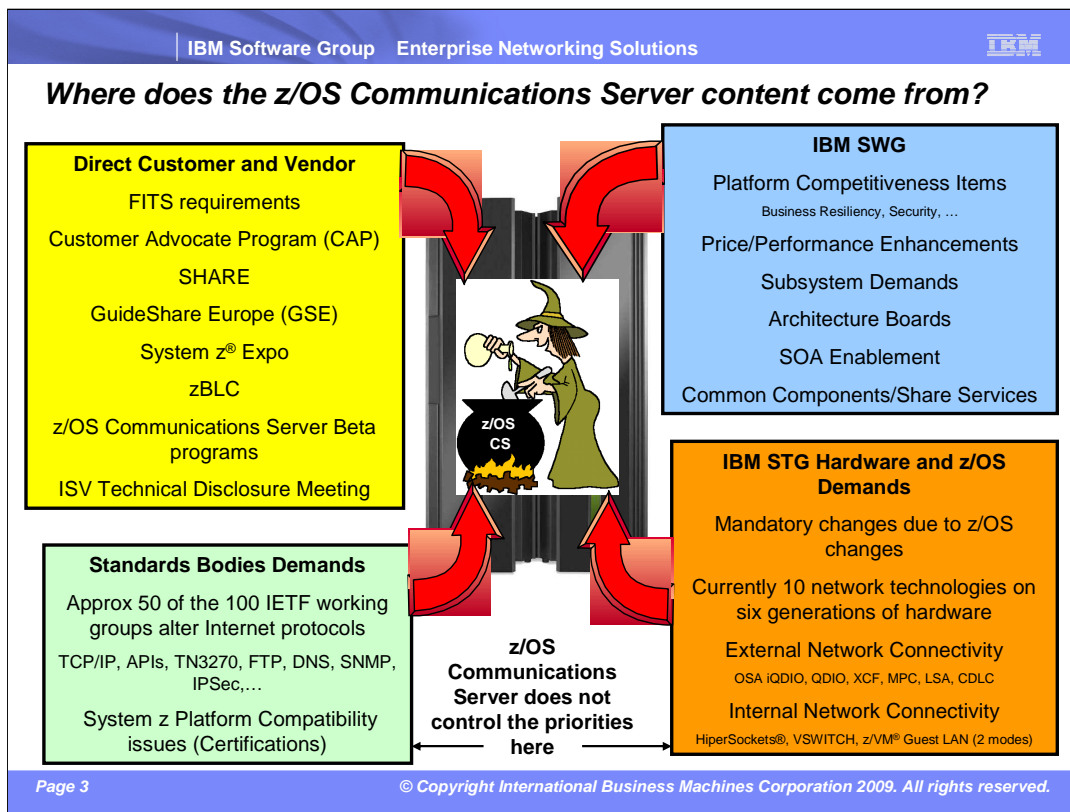 IBM Software Group Enterprise Networking Solutions
IBM
Where does the z/OS Communications Server content come from?
Direct Customer and Vendor
FITS requirements
Customer Advocate Program (CAP)
SHARE
GuideShare Europe (GSE)
System z® Expo
zBLC
z/OS Communications Server Beta
programs
ISV Technical Disclosure Meeting
IBM SWG
Platform Competitiveness Items
Business Resiliency, Security, …
Price/Performance Enhancements
Subsystem Demands
Architecture Boards
SOA Enablement
Common Components/Share Services
z/OS
CS
Standards Bodies Demands
Approx 50 of the 100 IETF working
groups alter Internet protocols
TCP/IP, APIs, TN3270, FTP, DNS, SNMP,
IPSec,…
System z Platform Compatibility
issues (Certifications)
z/OS
Communications
Server does not
control the priorities
here
IBM STG Hardware and z/OS
Demands
Mandatory changes due to z/OS
changes
Currently 10 network technologies on
six generations of hardware
External Network Connectivity
OSA iQDIO, QDIO, XCF, MPC, LSA, CDLC
Internal Network Connectivity
HiperSockets®, VSWITCH, z/VM® Guest LAN (2 modes)
Page 3
© Copyright International Business Machines Corporation 2009. All rights reserved.